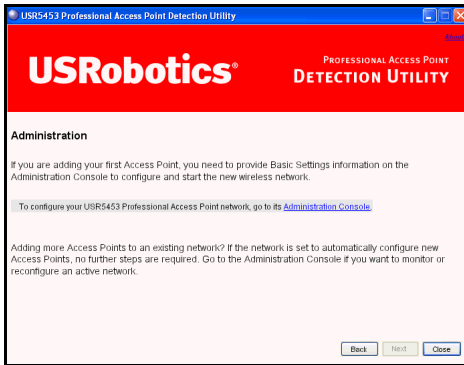 USR5453 Professional Access Point Detection Utility
About
USRobotics®
PROFESSIONAL ACCESS POINT
DETECTION UTILITY
Administration
If you are adding your first Access Point, you need to provide Basic Settings information on the
Administration Console to configure and start the new wireless network.
To configure your USR5453 Professional Access Point network, go to its Administration Console.
Adding more Access Points to an existing network? If the network is set to automatically configure new
Access Points, no further steps are required. Go to the Administration Console if you want to monitor or
reconfigure an active network.
Back Next Close